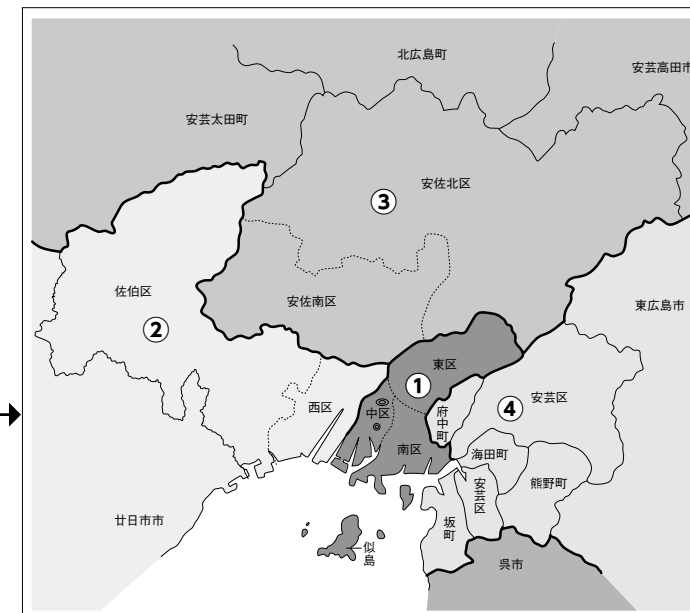 北広島町
安芸高田市
安芸太田町
安佐北区
③
佐伯区
②
安佐南区
東広島市
東区
①
西区
中区
府中町
安芸区
④
南区
海田町
熊野町
安芸区
坂町
廿日市市
似島
呉市